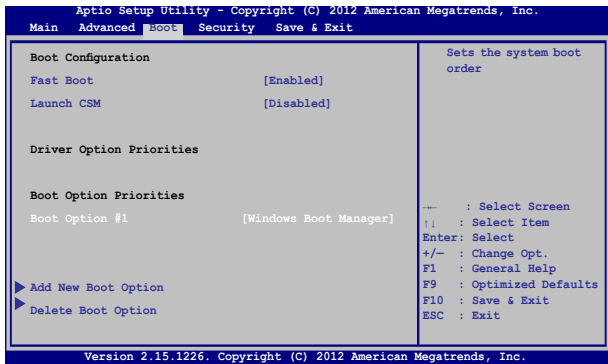 Aptio Setup Utility - Copyright (C) 2012 American Megatrends, Inc.
Main Advanced Boot Security Save & Exit
Boot Configuration
Fast Boot [Enabled]
Launch CSM [Disabled]
Driver Option Priorities
Boot Option Priorities
Boot Option #1 [Windows Boot Manager]
Add New Boot Option
Delete Boot Option
Sets the system boot
order
→← : Select Screen
↑↓ : Select Item
Enter: Select
+/— : Change Opt.
F1 : General Help
F9 : Optimized Defaults
F10 : Save & Exit
ESC : Exit
Version 2.15.1226. Copyright (C) 2012 American Megatrends, Inc.